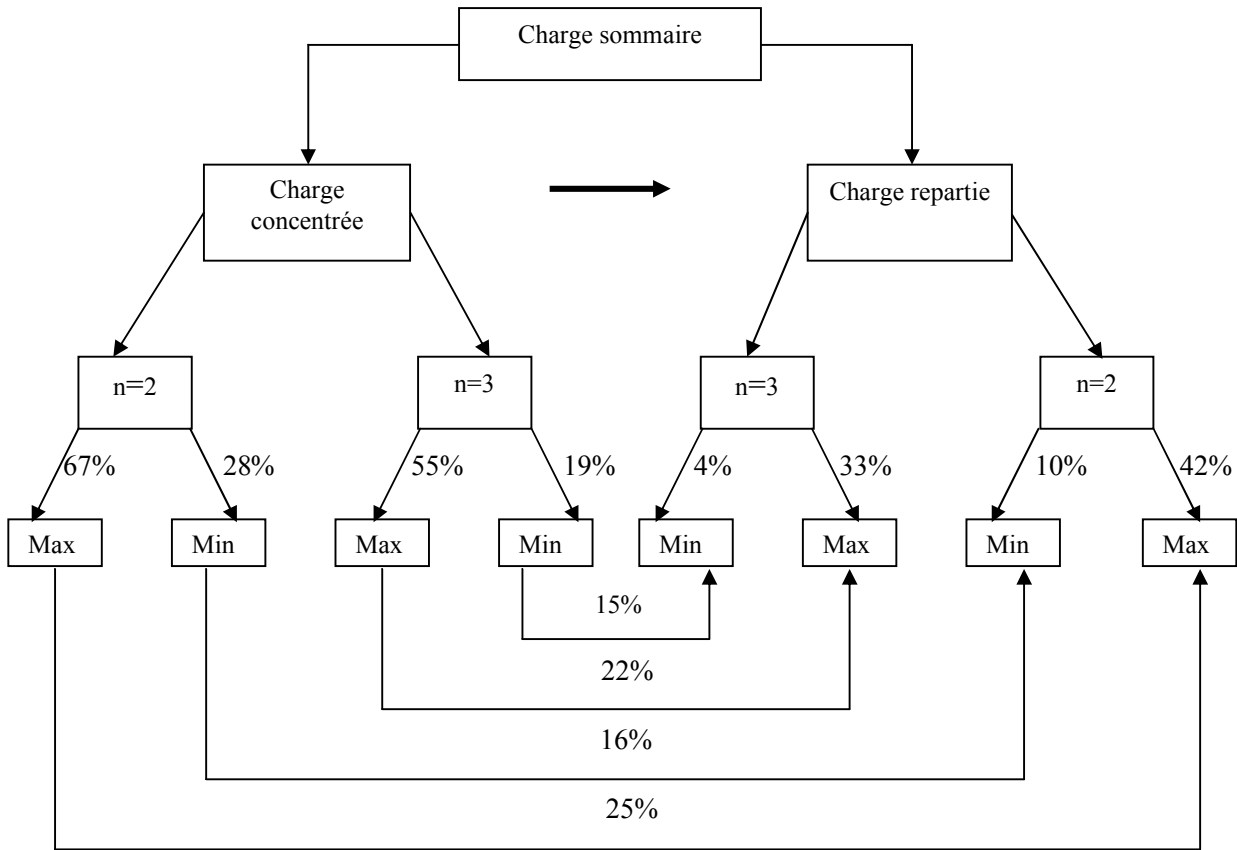 Charge sommaire
Charge
concentrée
Charge repartie
n=2
n=3
n=3
n=2
67%
28%
55%
19%
4%
33%
10%
42%
Max
Min
Max
Min
Min
Max
Min
Max
15%
22%
16%
25%